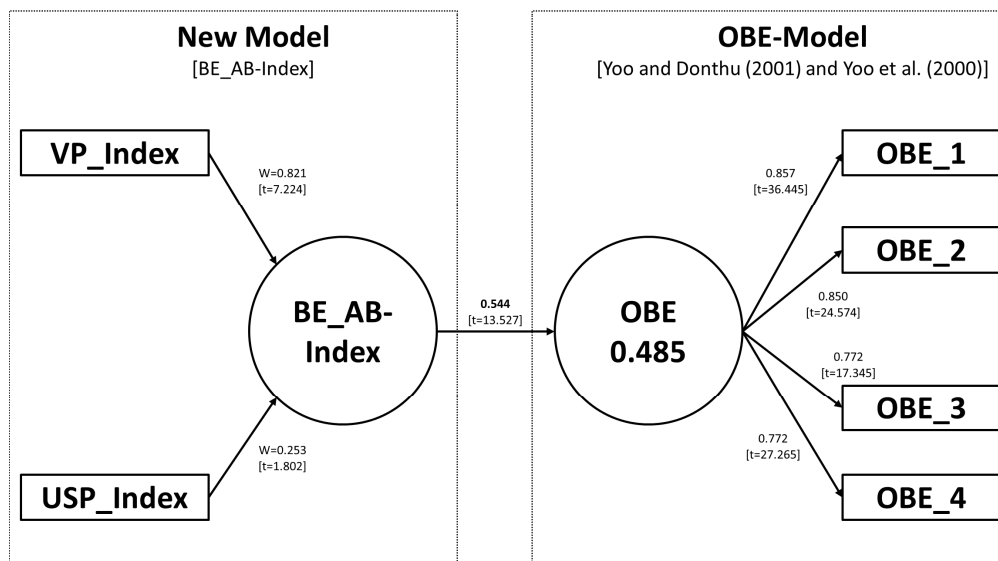 New Model
[BE_AB-Index]
VP_Index
W=0.821
[t=7.224]
BE_AB-
Index
W=0.253
[t=1.802]
USP_Index
0.544
[t=13.527]
OBE-Model
[Yoo and Donthu (2001) and Yoo et al. (2000)]
OBE
0.485
0.857
[t=36.445]
OBE_1
0.850
[t=24.574]
OBE_2
0.772
[t=17.345]
OBE_3
0.772
[t=27.265]
OBE_4